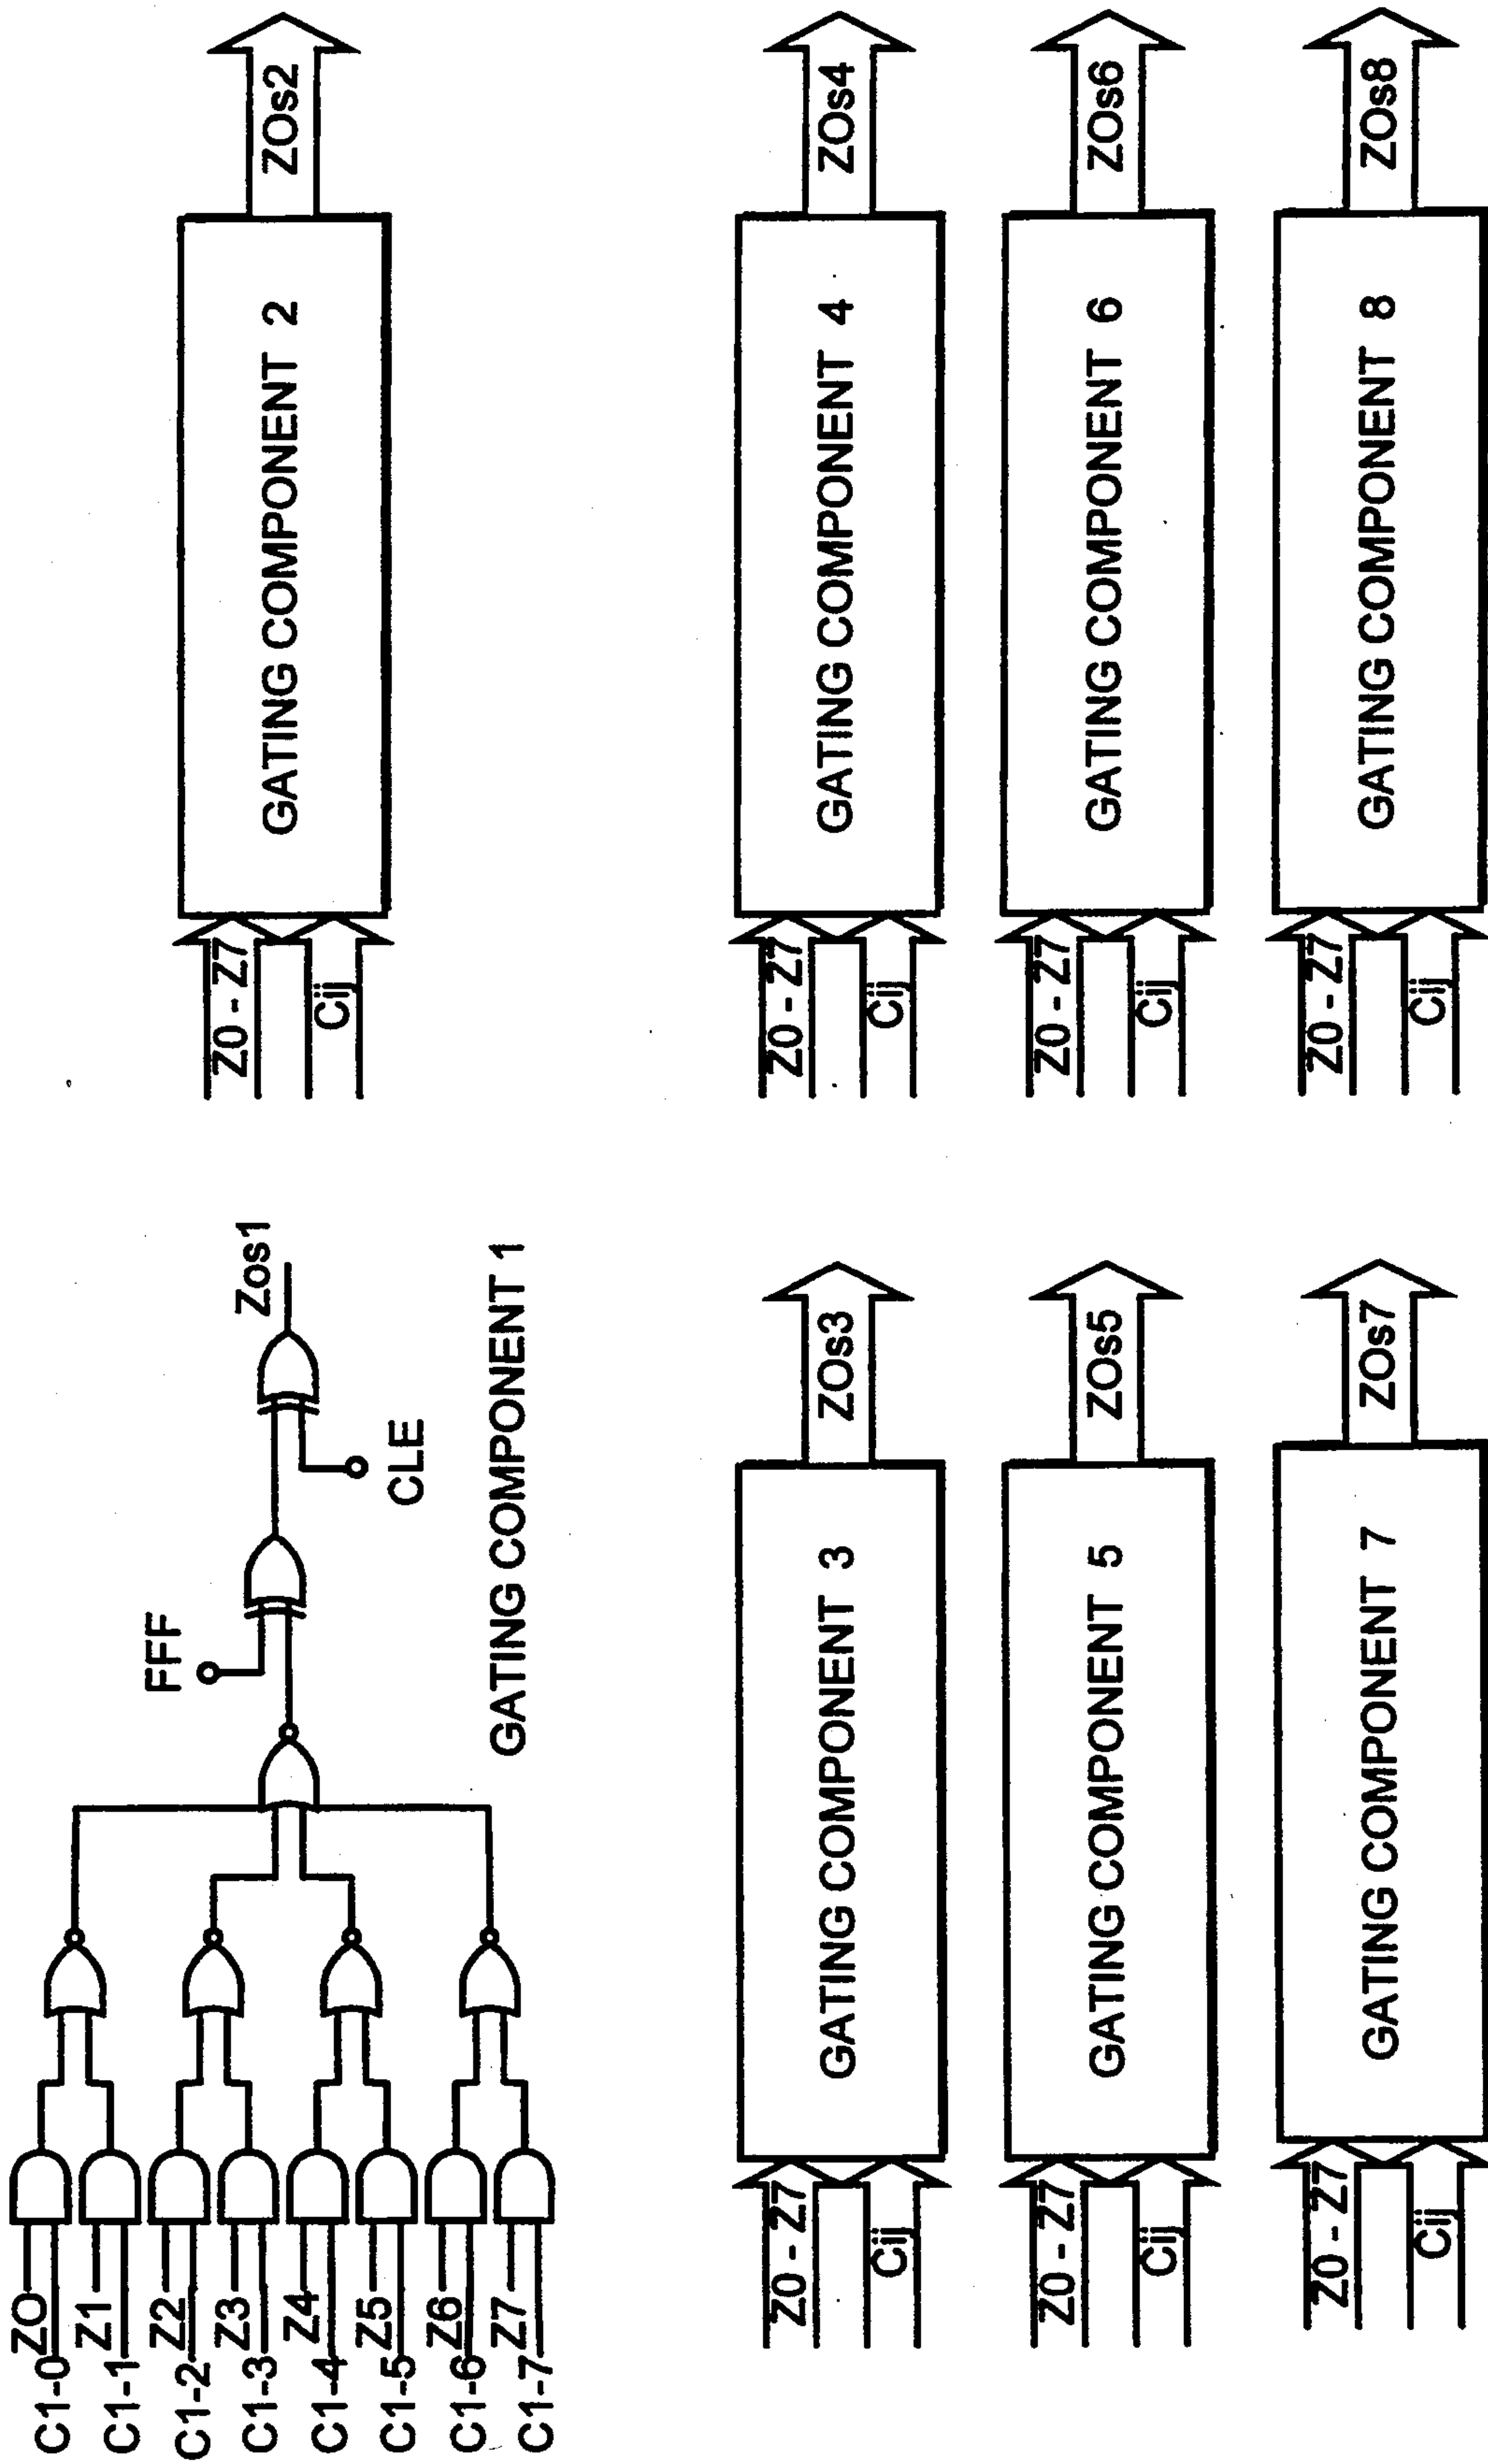 ZO
C1-0
Z1
C1-1
Z2
C1-2
Z3
C1-3
Z4
C1-4
Z5
C1-5
Z6
C1-6
Z7
C1-7
FFF
CLE
Zos1
GATING COMPONENT 1
Z0 - Z7
Cij
GATING COMPONENT 2
ZOs2
Z0 - Z7
Cij
GATING COMPONENT 3
ZOs3
Z0 - Z7
Cij
GATING COMPONENT 4
ZOs4
Z0 - Z7
Cij
GATING COMPONENT 5
ZOs5
Z0 - Z7
Cij
GATING COMPONENT 6
ZOs6
Z0 - Z7
Cij
GATING COMPONENT 7
ZOs7
Z0 - Z7
Cij
GATING COMPONENT 8
ZOs8